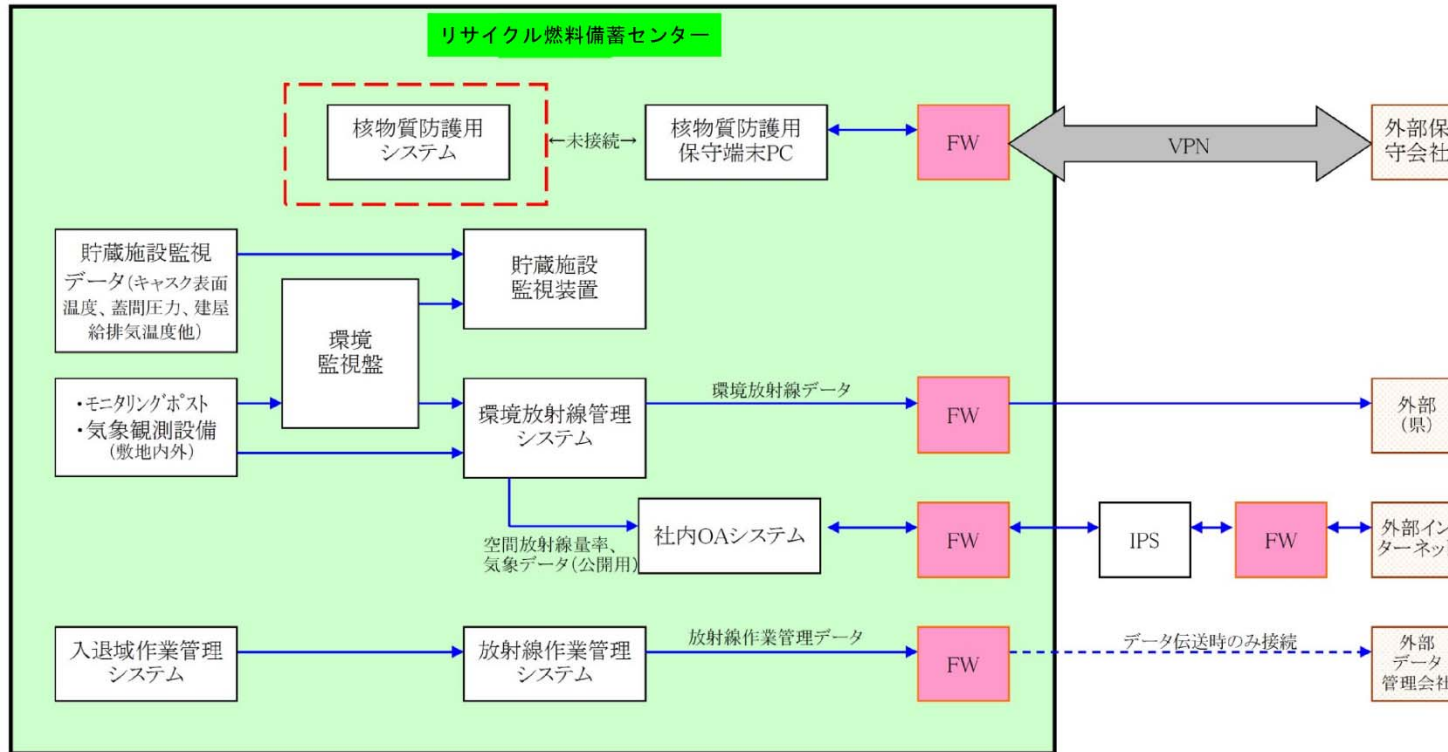 リサイクル燃料備蓄センター
核物質防護用
システム
←未接続→
核物質防護用
保守端末PC
FW
VPN
外部保
守会社
貯蔵施設監視
データ(キャスク表面
温度、蓋間圧力、建屋
給排気温度他)
環境
監視盤
貯蔵施設
監視装置
・モニタリングポスト
・気象観測設備
(敷地内外)
環境放射線管理
システム
環境放射線データ
FW
外部
(県)
空間放射線量率、
気象データ(公開用)
社内OAシステム
FW
IPS
FW
外部イン
ターネット
入退域作業管理
システム
放射線作業管理
システム
放射線作業管理データ
FW
データ伝送時のみ接続
外部
データ
管理会社